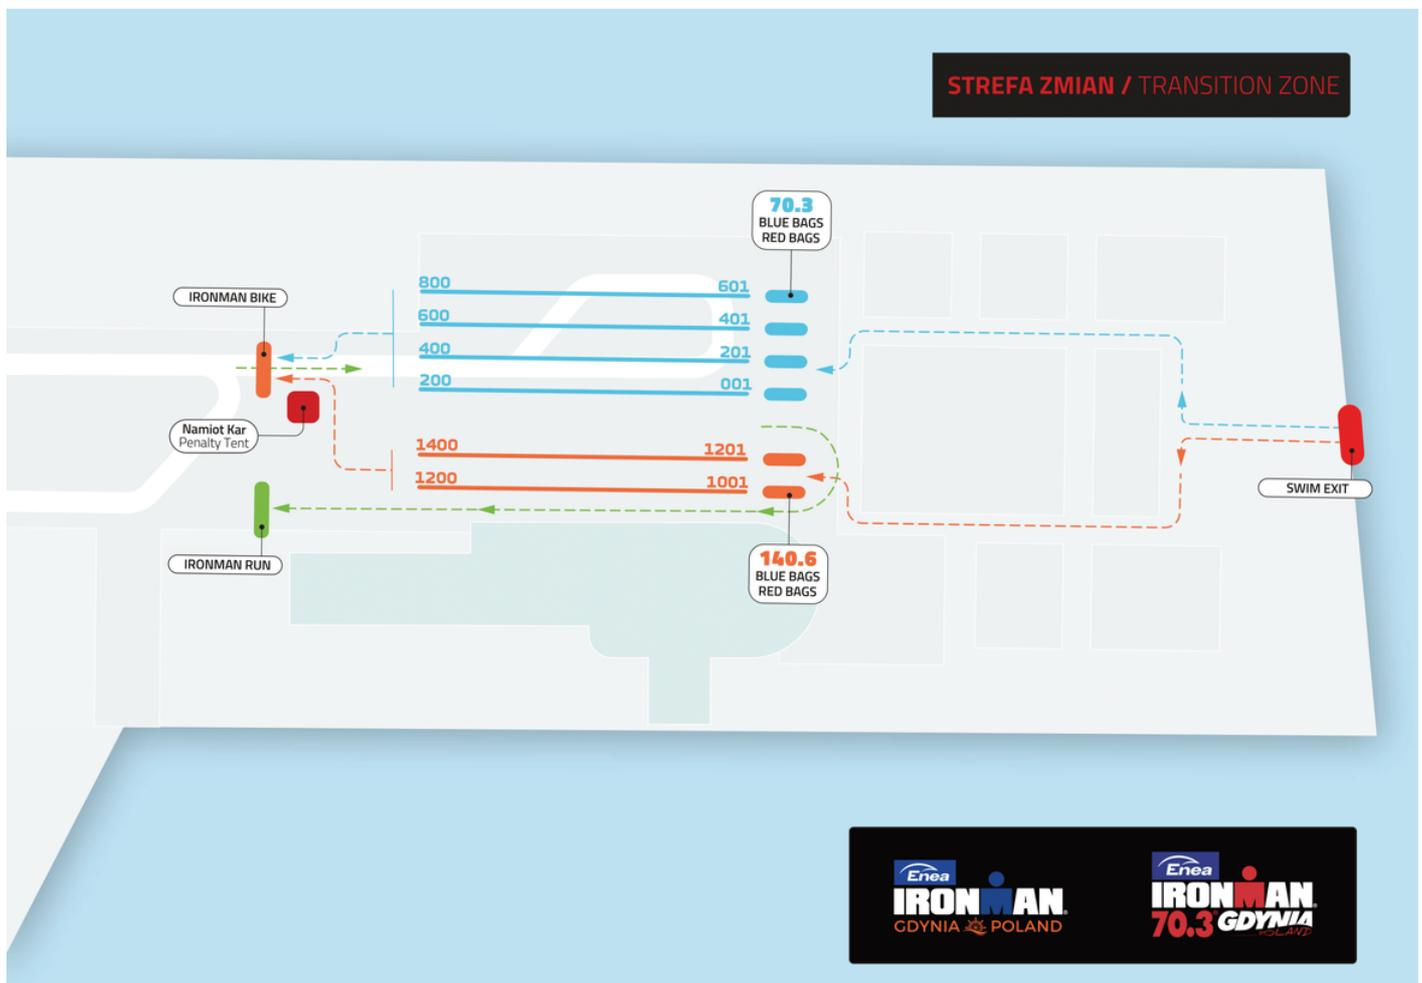 STREFA ZMIAN / TRANSITION ZONE
70.3
BLUE BAGS
RED BAGS
IRONMAN BIKE
800 601
600 401
400 201
200 001
Namiot Kar
Penalty Tent
1400 1201
1200 1001
SWIM EXIT
IRONMAN RUN
140.6
BLUE BAGS
RED BAGS
Enea
IRONMAN®
GDYNIA POLAND
Enea
IRONMAN®
70.3® GDYNIA
POLAND